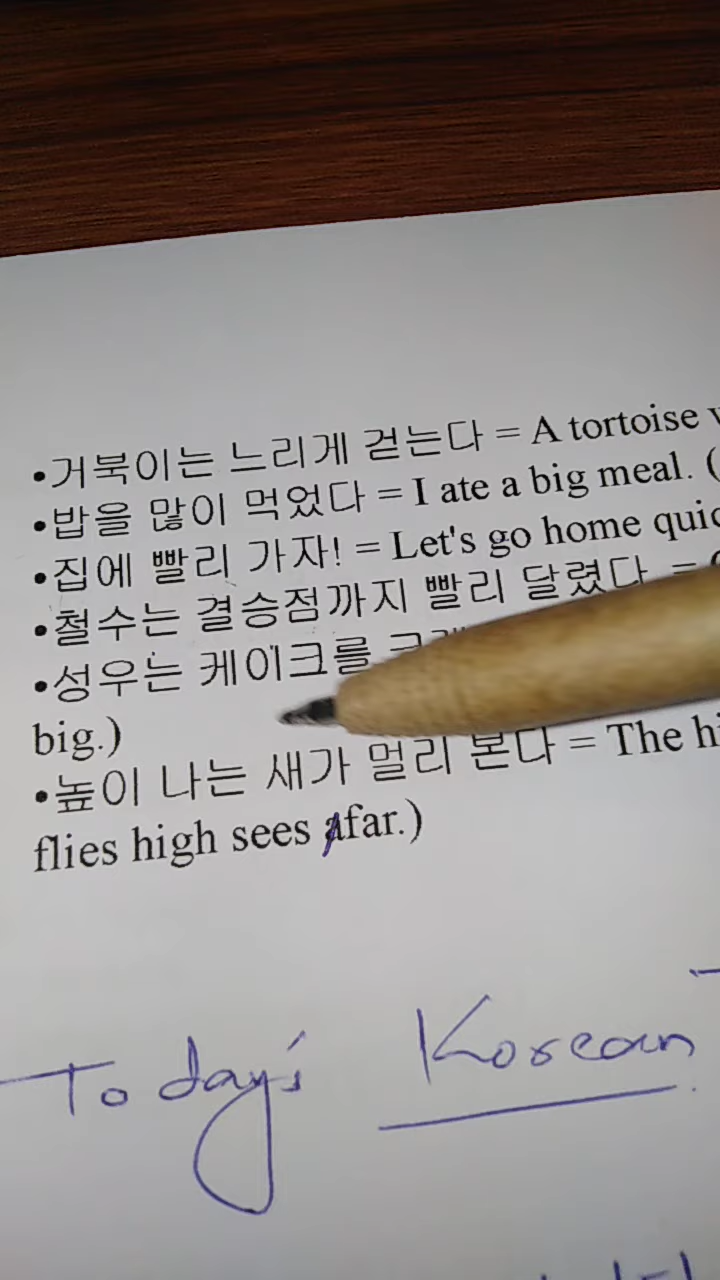 •거북이는 느리게 걷는다 = A tortoise
•밥을 많이 먹었다 = I ate a big meal. (
•집에 빨리 가자! = Let's go home
•철수는 결승점까지 빨리 달렸다 =
•성우는 케이크를
big.)
•높이 나는 새가 멀리 본다 = The
flies high sees afar.)
Today's Korean